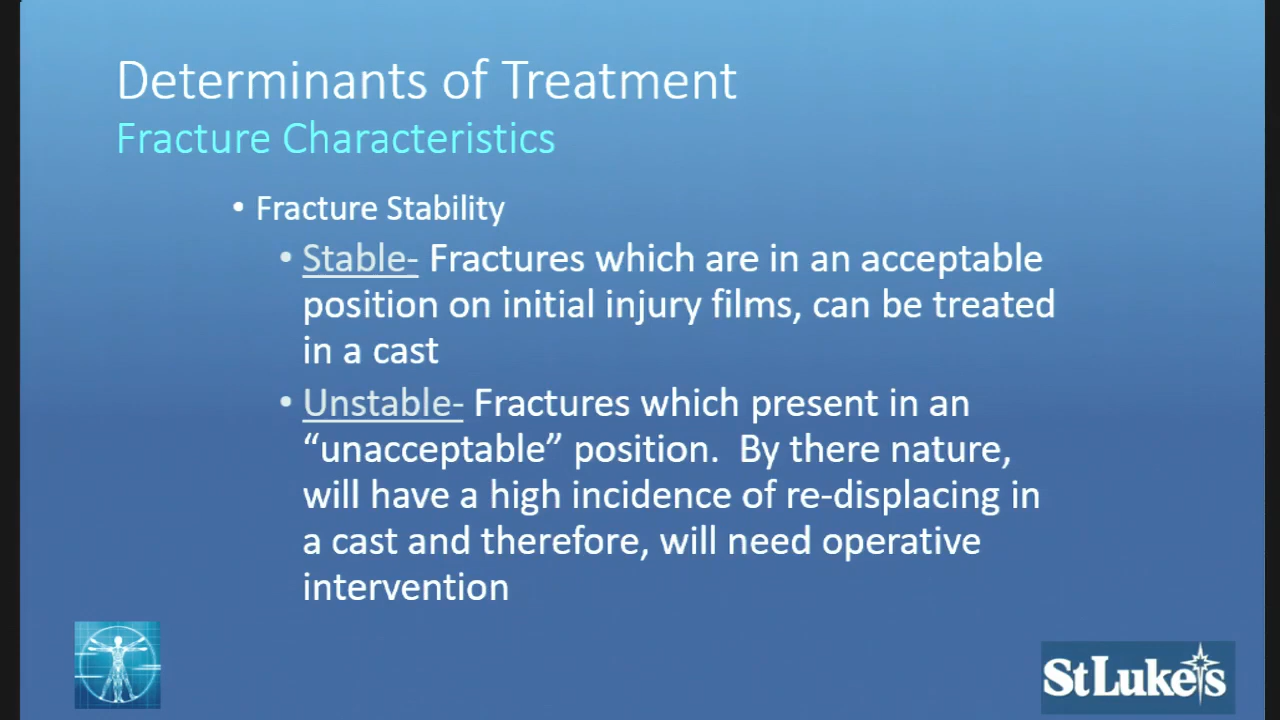 Determinants of Treatment
Fracture Characteristics
• Fracture Stability
• Stable- Fractures which are in an acceptable
position on initial injury films, can be treated
in a cast
• Unstable- Fractures which present in an
“unacceptable” position.  By there nature,
will have a high incidence of re-displacing in
a cast and therefore, will need operative
intervention
StLuke's